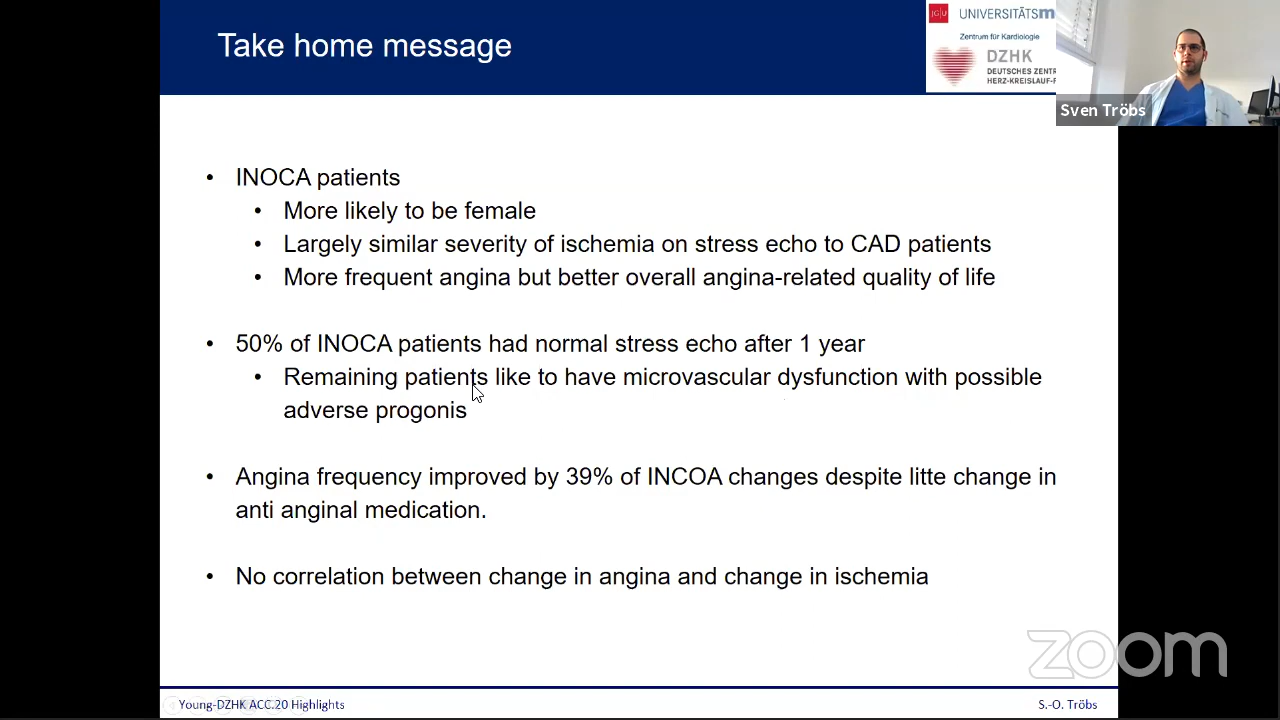 Take home message
JG|U UNIVERSITÄTSm
Zentrum für Kardiologie
DZHK
DEUTSCHES ZENTR
HERZ-KREISLAUF-F
Sven Tröbs
• INOCA patients
• More likely to be female
• Largely similar severity of ischemia on stress echo to CAD patients
• More frequent angina but better overall angina-related quality of life
• 50% of INOCA patients had normal stress echo after 1 year
• Remaining patients like to have microvascular dysfunction with possible
adverse progonis
• Angina frequency improved by 39% of INCOA changes despite litte change in
anti anginal medication.
• No correlation between change in angina and change in ischemia
zoom
Young-DZHK ACC.20 Highlights
S.-O. Tröbs